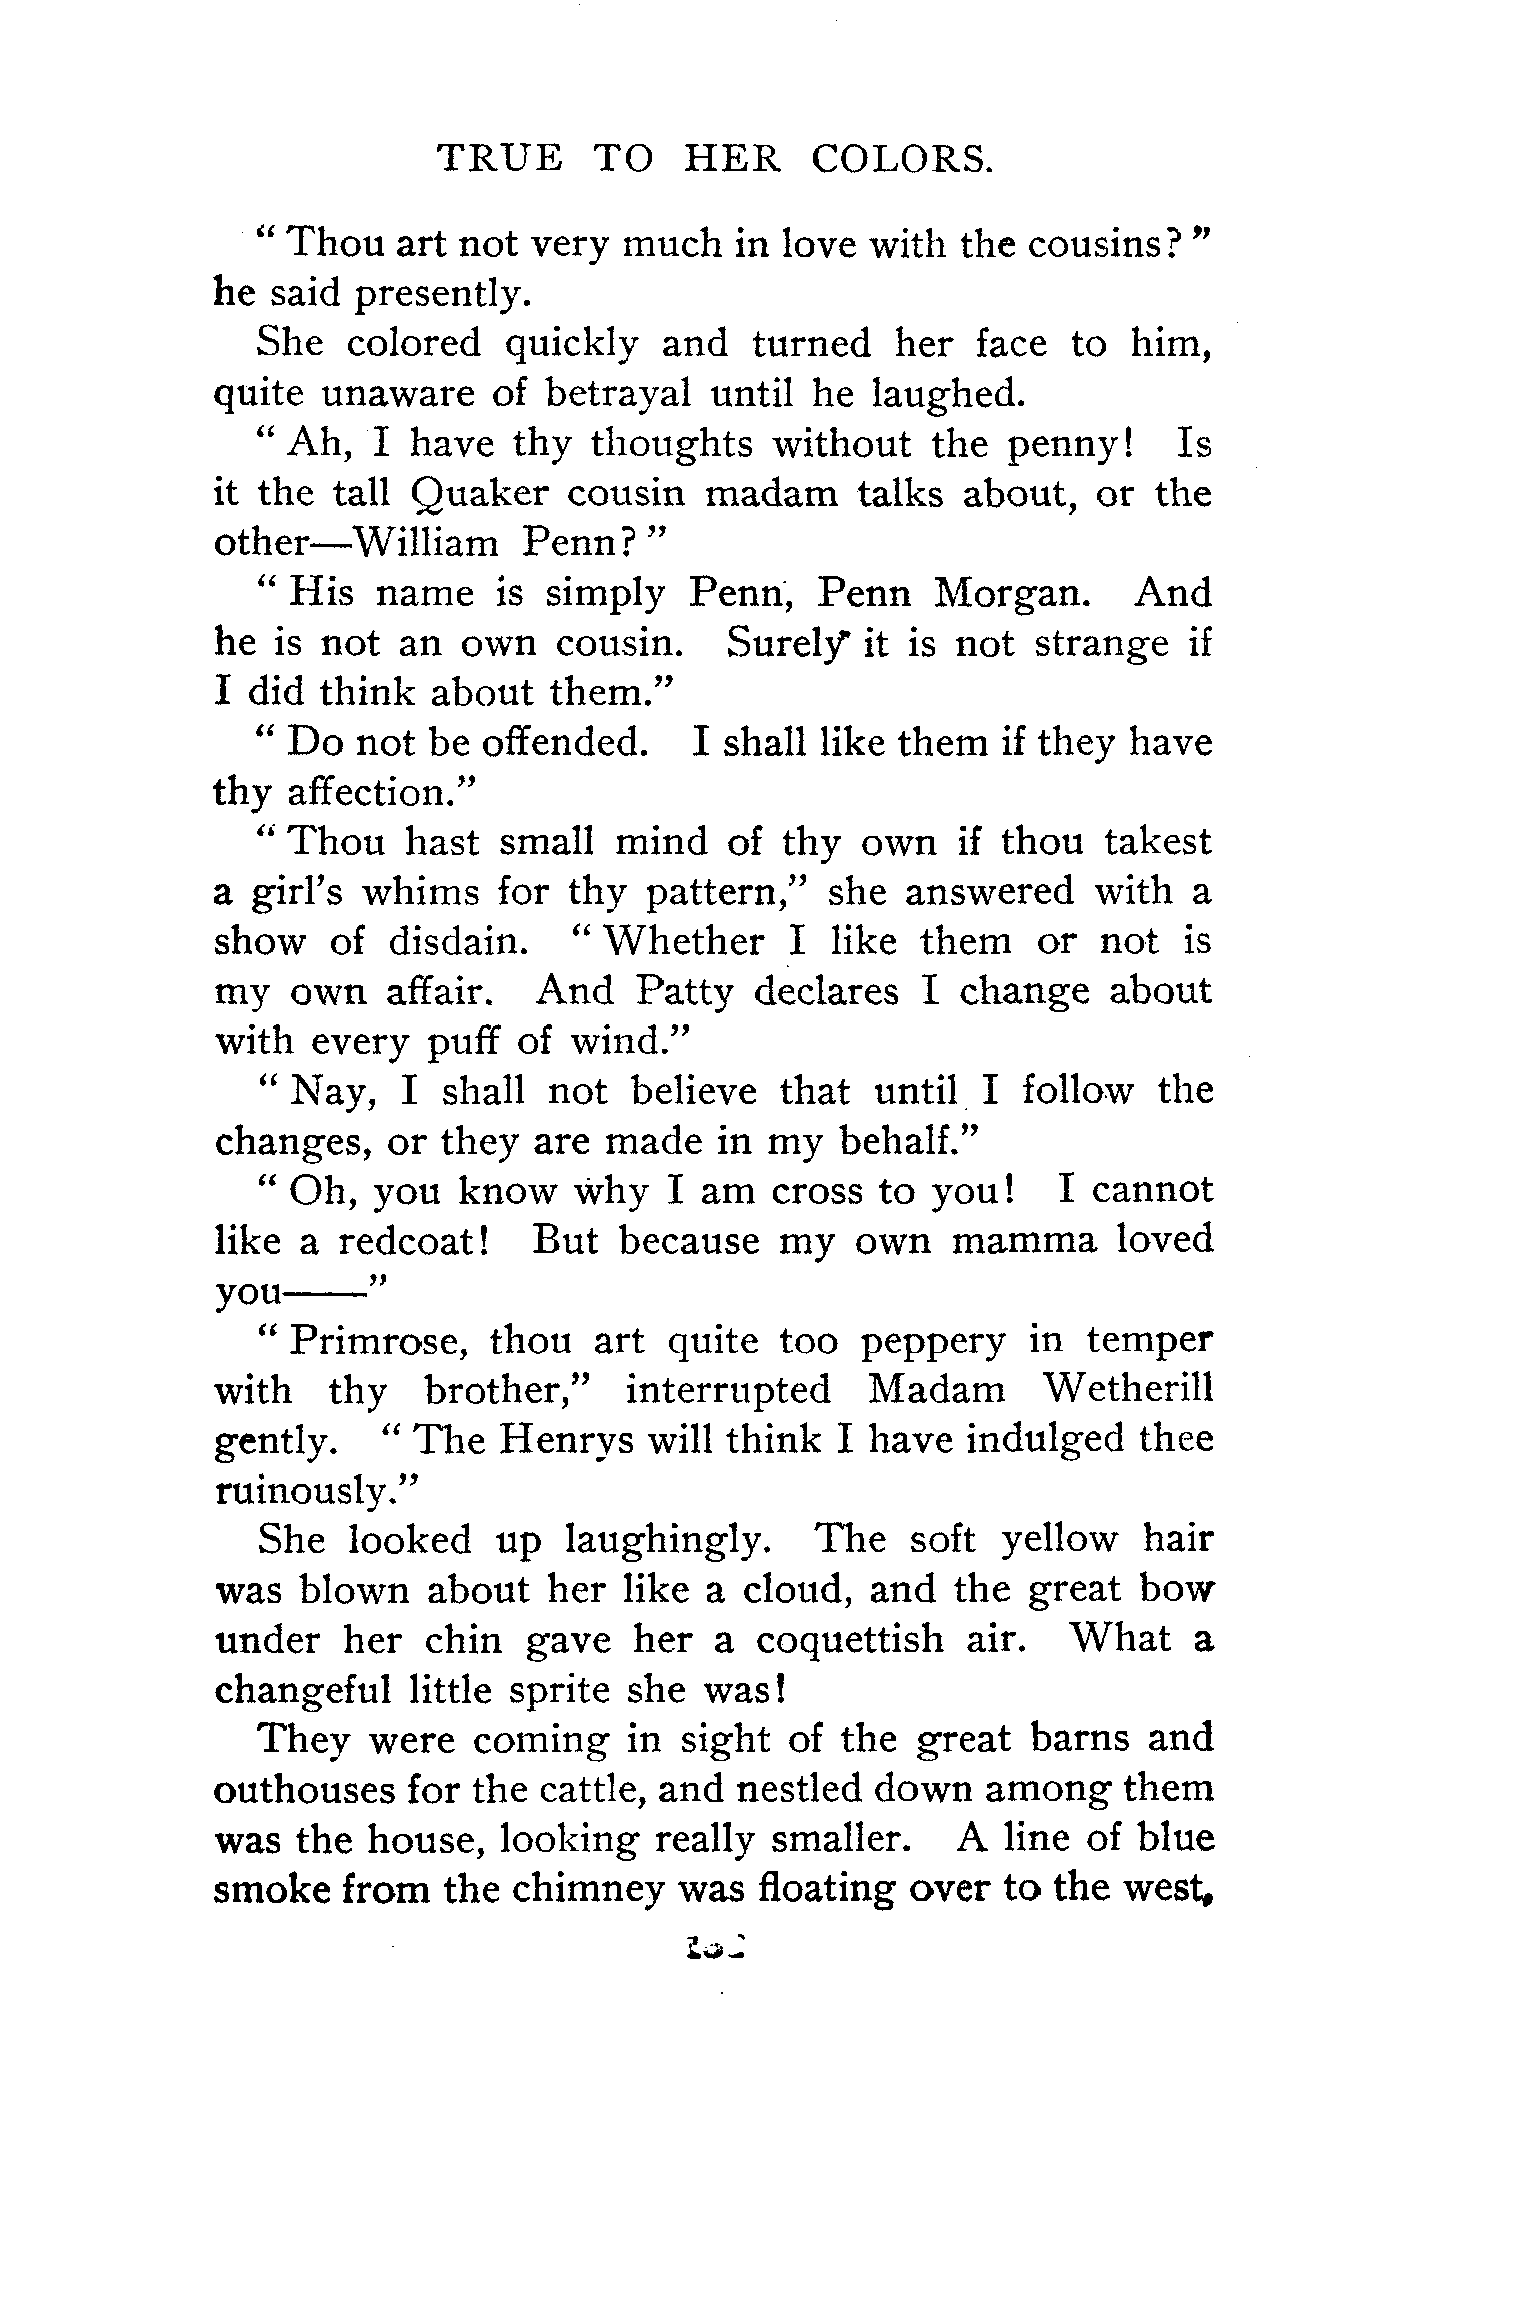 TRUE TO HER COLORS.
“Thou art not very much in love with the cousins?”
he said presently.
She colored quickly and turned her face to him,
quite unaware of betrayal until he laughed.
“Ah, I have thy thoughts without the penny! Is
it the tall Quaker cousin madam talks about, or the
other—William Penn?”
“His name is simply Penn, Penn Morgan. And
he is not an own cousin. Surely it is not strange if
I did think about them.”
“Do not be offended. I shall like them if they have
thy affection.”
“Thou hast small mind of thy own if thou takest
a girl’s whims for thy pattern,” she answered with a
show of disdain. “Whether I like them or not is
my own affair. And Patty declares I change about
with every puff of wind.”
“Nay, I shall not believe that until I follow the
changes, or they are made in my behalf.”
“Oh, you know why I am cross to you! I cannot
like a redcoat! But because my own mamma loved
you——”
“Primrose, thou art quite too peppery in temper
with thy brother,” interrupted Madam Wetherill
gently. “The Henrys will think I have indulged thee
ruinously.”
She looked up laughingly. The soft yellow hair
was blown about her like a cloud, and the great bow
under her chin gave her a coquettish air. What a
changeful little sprite she was!
They were coming in sight of the great barns and
outhouses for the cattle, and nestled down among them
was the house, looking really smaller. A line of blue
smoke from the chimney was floating over to the west,